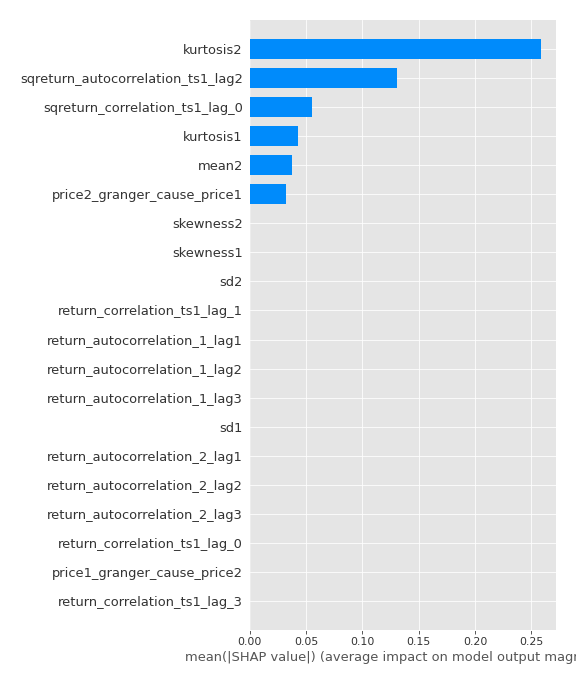 kurtosis2
sqreturn_autocorrelation_ts1_lag2
sqreturn_correlation_ts1_lag_0
kurtosis1
mean2
price2_granger_cause_price1
skewness2
skewness1
sd2
return_correlation_ts1_lag_1
return_autocorrelation_1_lag1
return_autocorrelation_1_lag2
return_autocorrelation_1_lag3
sd1
return_autocorrelation_2_lag1
return_autocorrelation_2_lag2
return_autocorrelation_2_lag3
return_correlation_ts1_lag_0
price1_granger_cause_price2
return_correlation_ts1_lag_3
0.00 0.05 0.10 0.15 0.20 0.25
mean(|SHAP value|) (average impact on model output magn